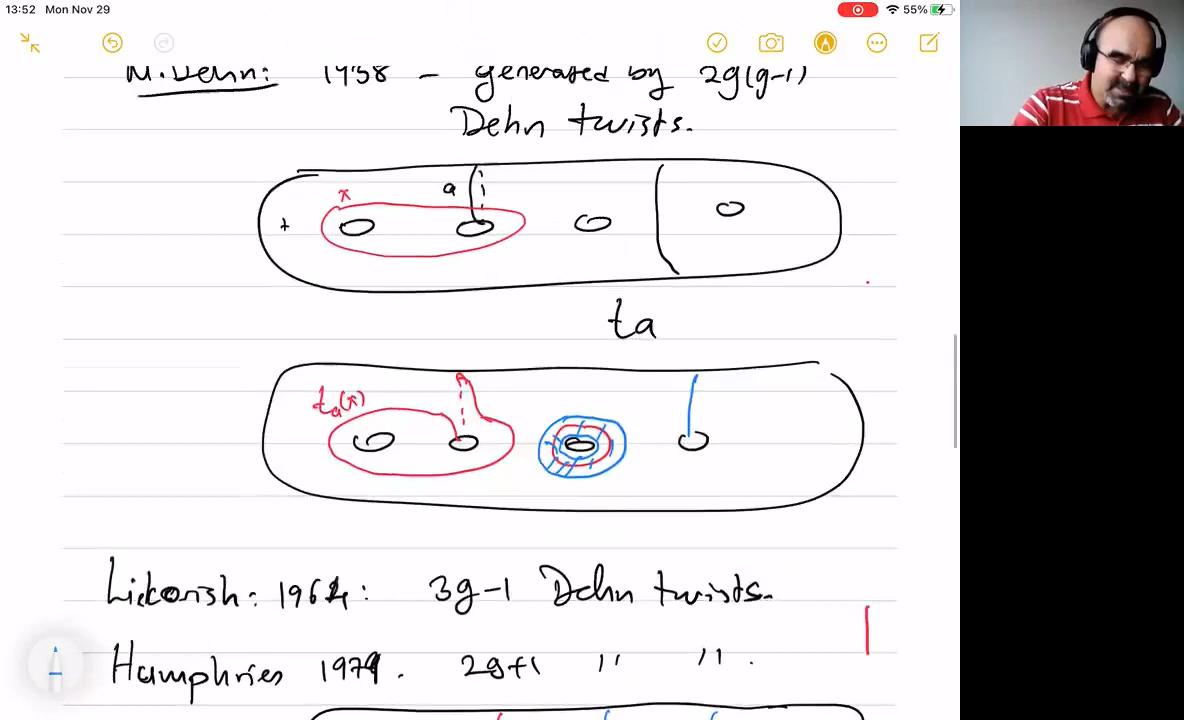 13:52 Mon Nov 29
55%
M. Dehn: 1938 – generated by 2g(g-1)
Dehn twists.
a
x
+
ta
ta(x)
Lickorish: 1964: 3g-1 Dehn twists.
Humphries 1979. 2g+1 " " .